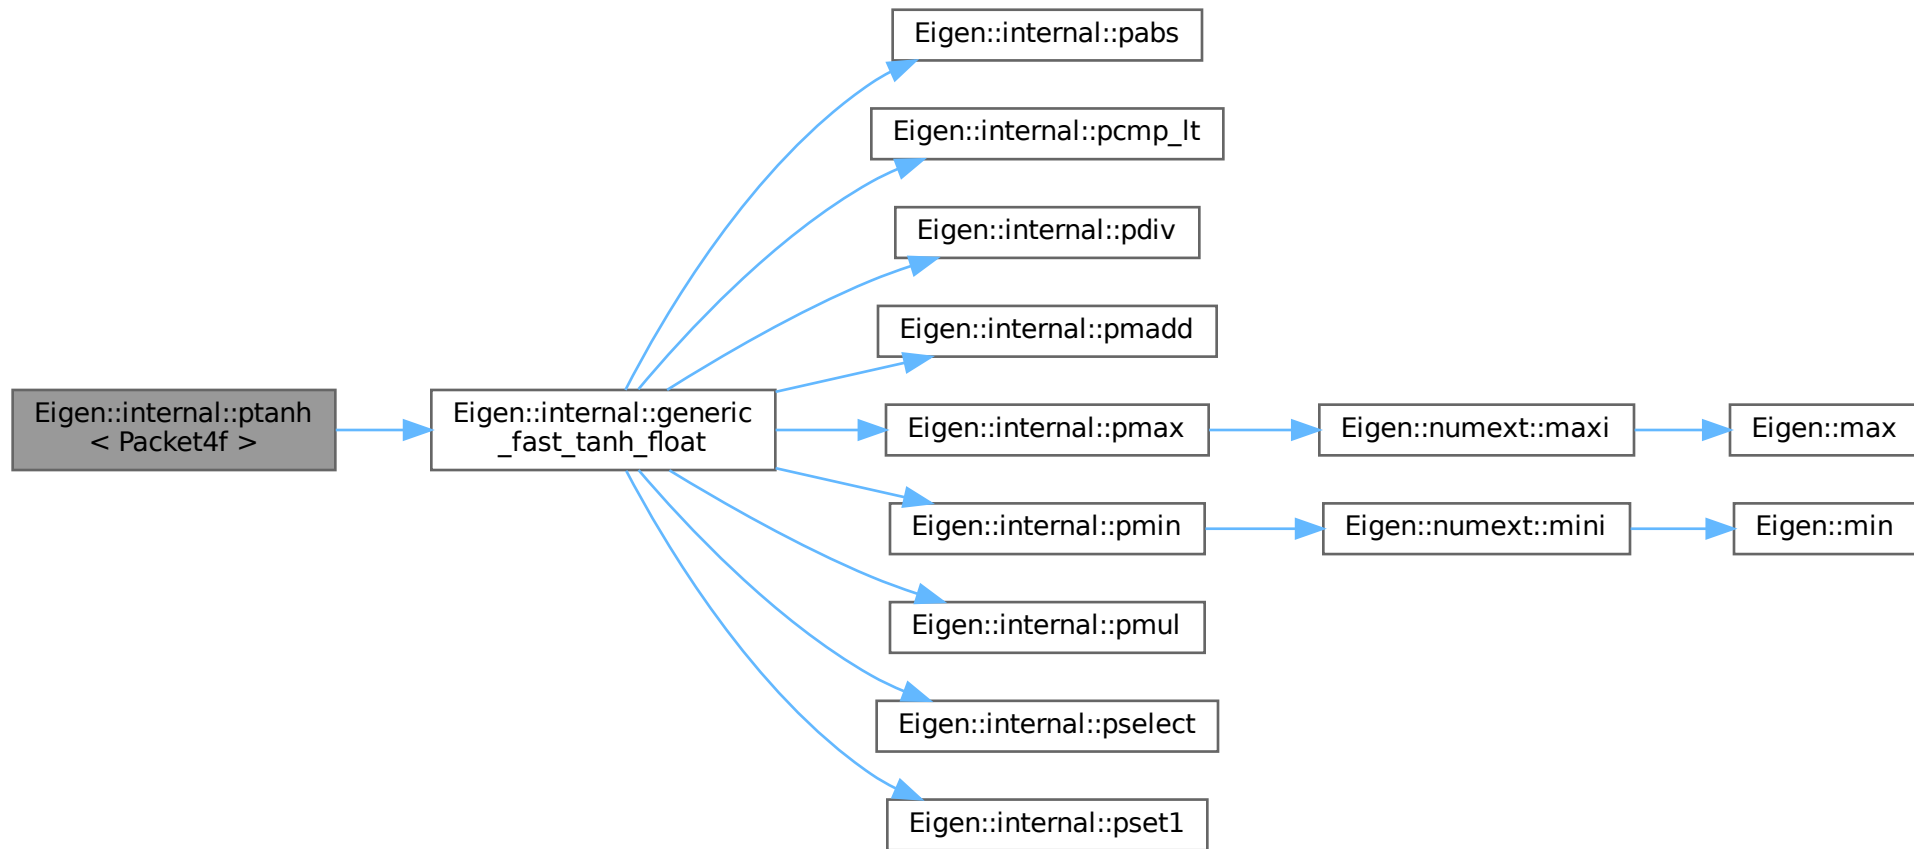 Eigen::internal::ptanh
< Packet4f >
Eigen::internal::generic
_fast_tanh_float
Eigen::internal::pabs
Eigen::internal::pcmp_lt
Eigen::internal::pdiv
Eigen::internal::pmadd
Eigen::internal::pmax
Eigen::numext::maxi
Eigen::max
Eigen::internal::pmin
Eigen::numext::mini
Eigen::min
Eigen::internal::pmul
Eigen::internal::pselect
Eigen::internal::pset1